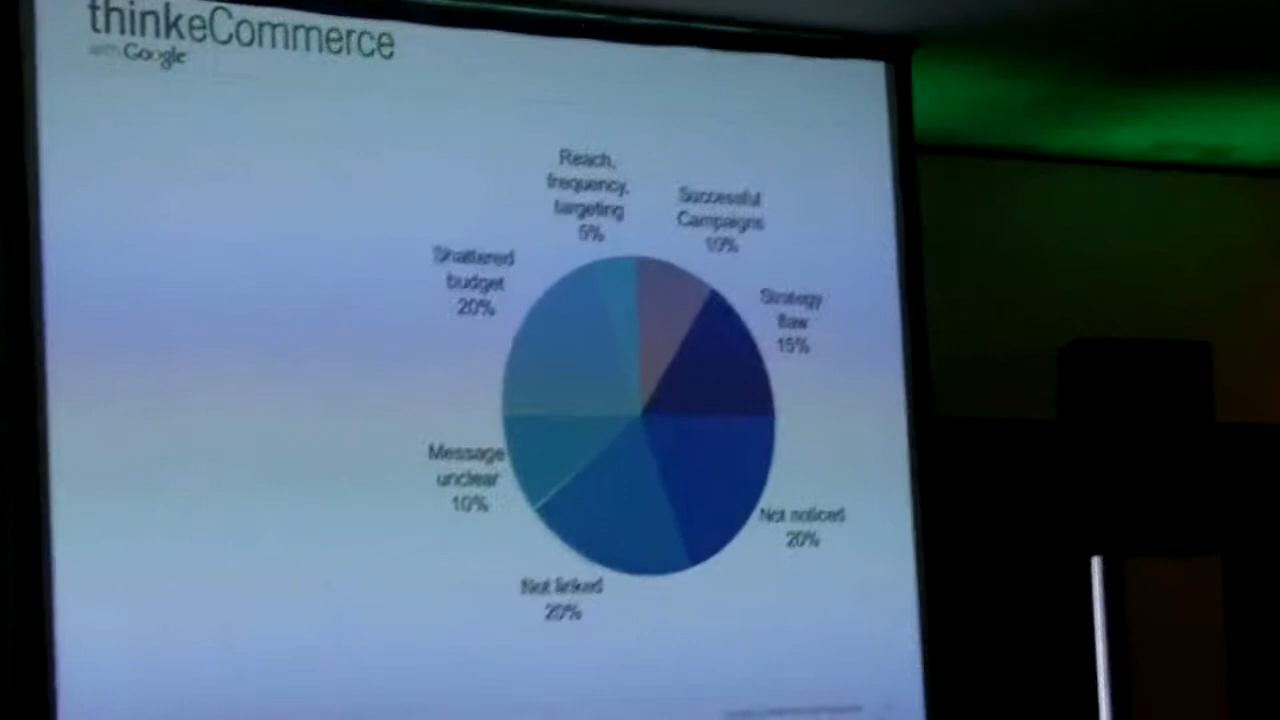 thinkeCommerce
with Google
Reach,
frequency,
targeting
5%
Successful
Campaigns
10%
Shattered
budget
20%
Strategy
flaw
15%
Message
unclear
10%
Not noticed
20%
Not linked
20%